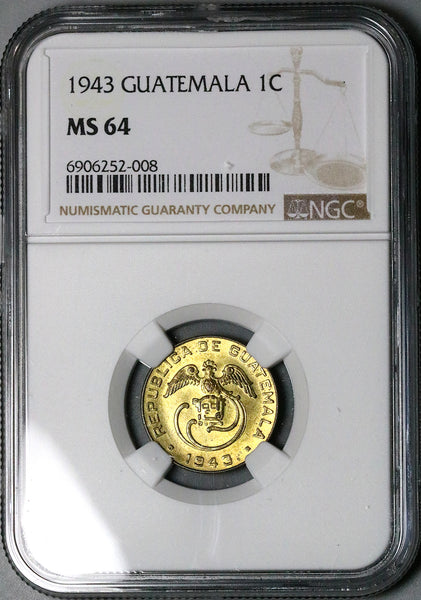 1943 GUATEMALA 1C
MS 64
6906252-008
NUMISMATIC GUARANTY COMPANY
NGC®
REPUBLICA DE GUATEMALA
1943